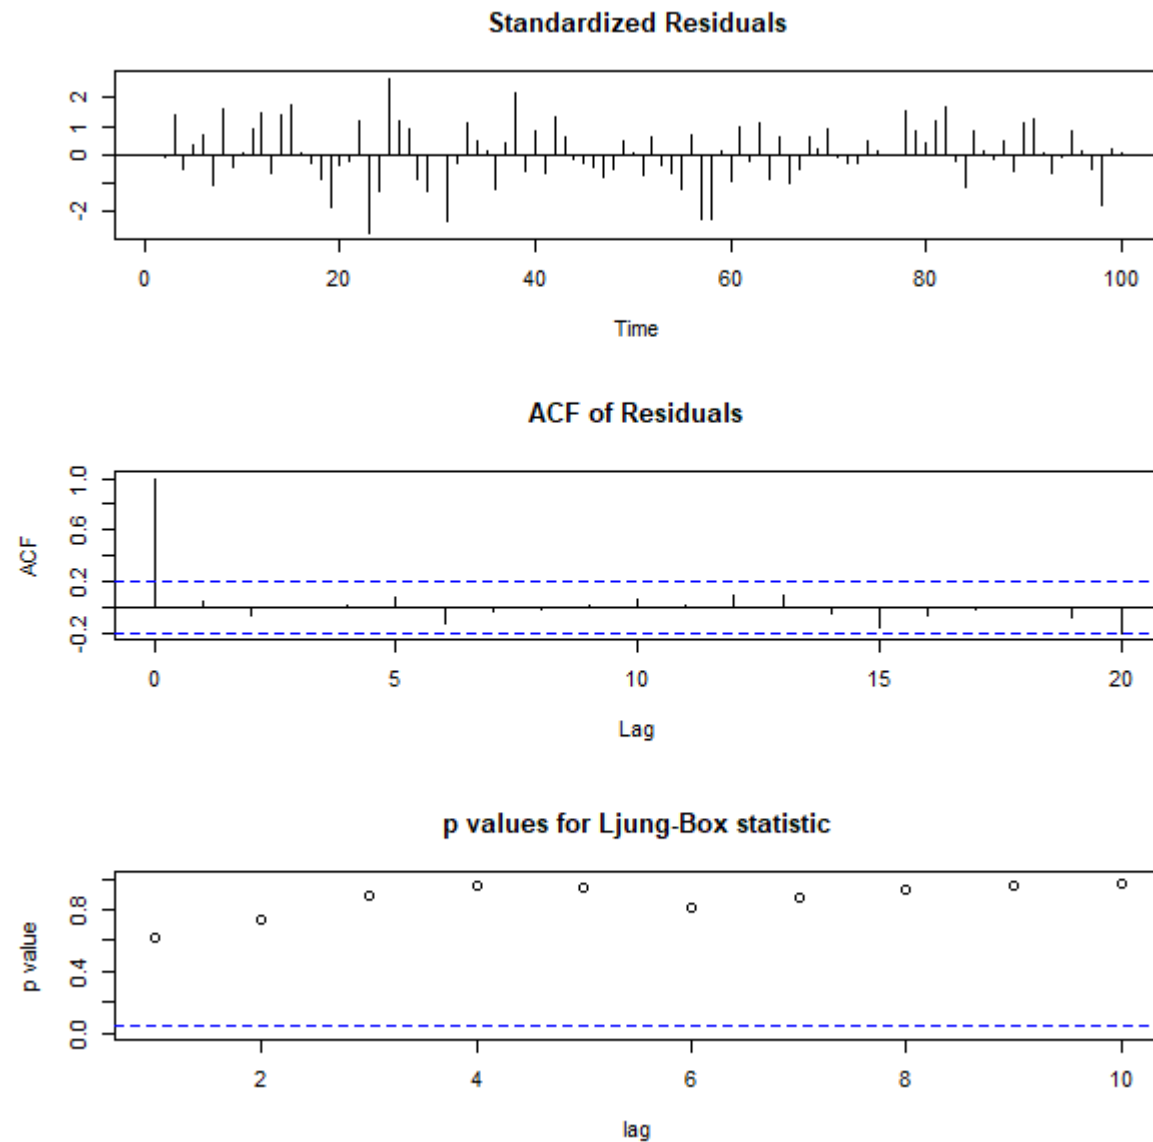 Standardized Residuals
2
1
0
-2
0 20 40 60 80 100
Time
ACF of Residuals
ACF
1.0
0.6
0.2
-0.2
0 5 10 15 20
Lag
p values for Ljung-Box statistic
p value
0.8
0.4
0.0
2 4 6 8 10
lag